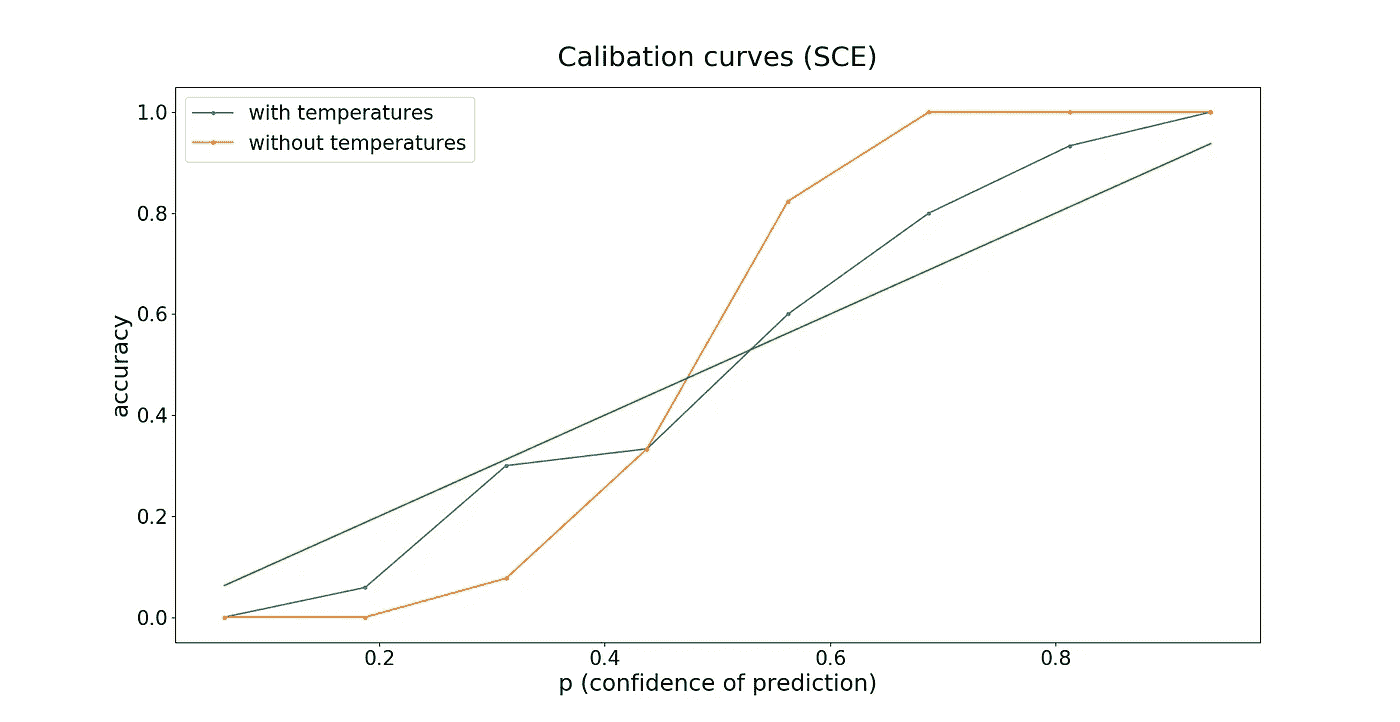 Calibation curves (SCE)
with temperatures
without temperatures
1.0
0.8
0.6
0.4
0.2
0.0
accuracy
0.2 0.4 0.6 0.8
p (confidence of prediction)